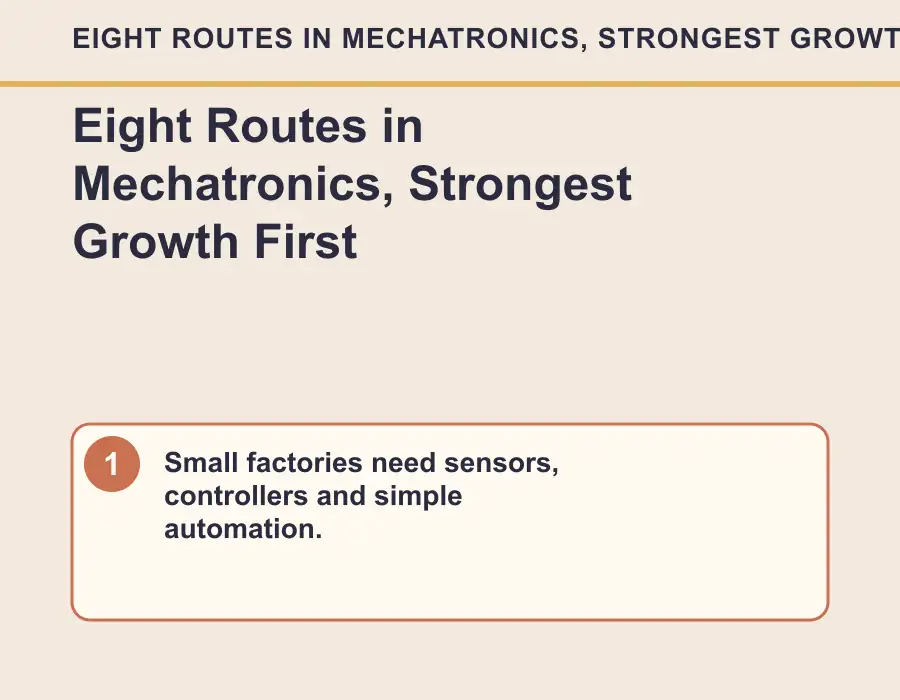 EIGHT ROUTES IN MECHATRONICS, STRONGEST GROWT
Eight Routes in
Mechatronics, Strongest
Growth First
1
Small factories need sensors,
controllers and simple
automation.